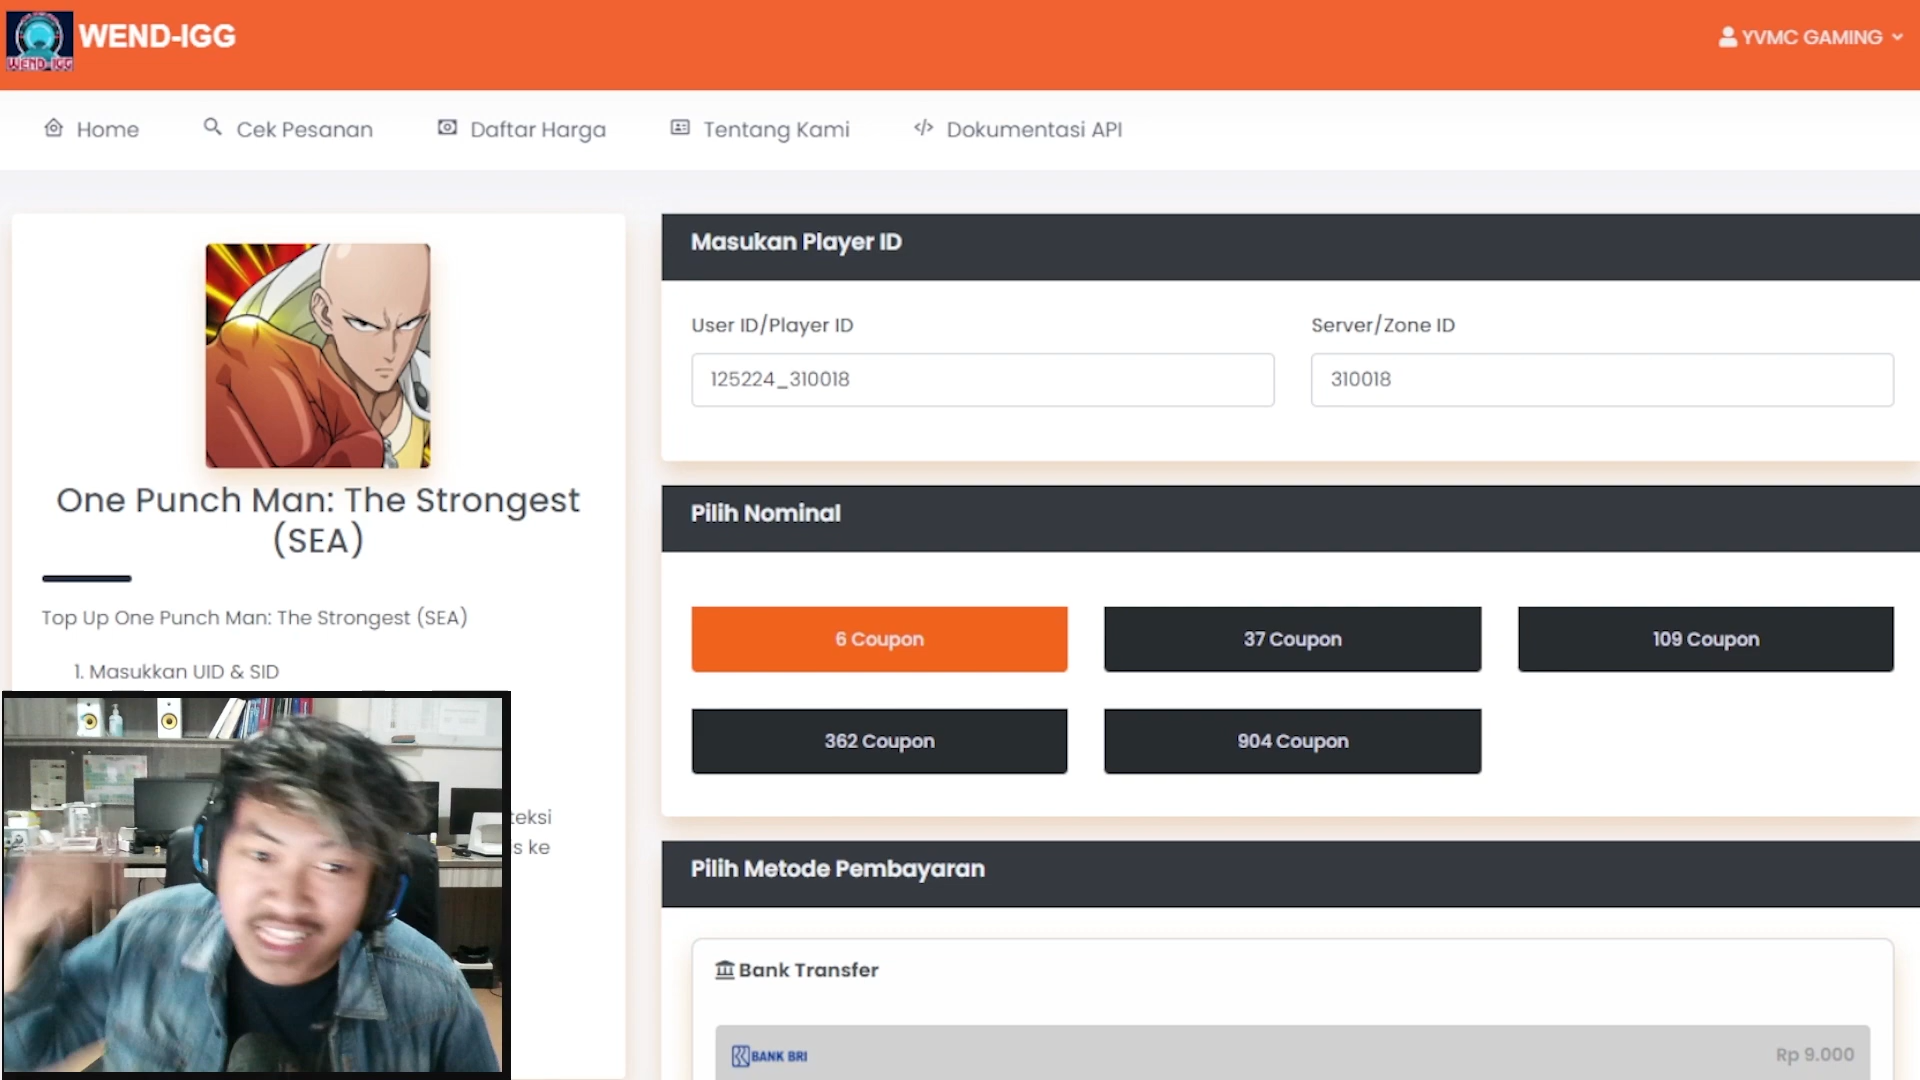 WEND-IGG
WEND-IGG
YVMC GAMING
Home
Cek Pesanan
Daftar Harga
Tentang Kami
Dokumentasi API
One Punch Man: The Strongest
(SEA)
Top Up One Punch Man: The Strongest (SEA)
1. Masukkan UID & SID
teksi
s ke
Masukan Player ID
User ID/Player ID
Server/Zone ID
125224_310018
310018
Pilih Nominal
6 Coupon
37 Coupon
109 Coupon
362 Coupon
904 Coupon
Pilih Metode Pembayaran
Bank Transfer
BANK BRI
Rp 9.000